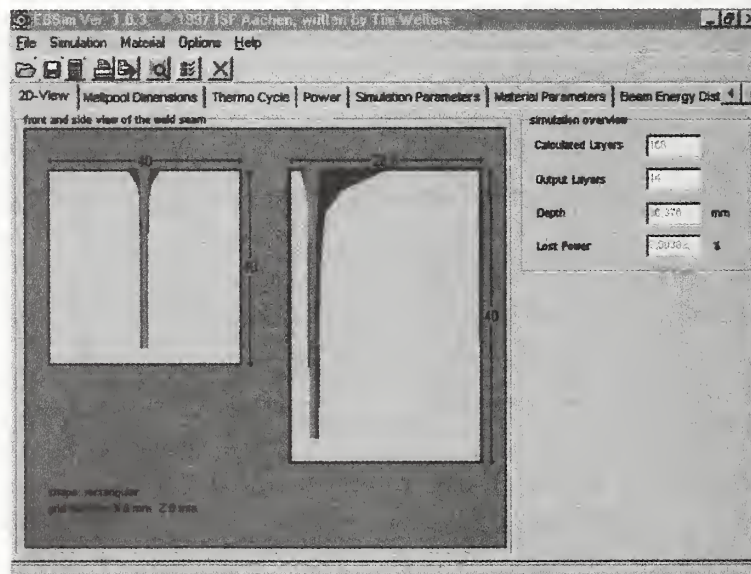 EBSim Ver. 1.0.3 © 1997 ISF Aachen, written by Tim Welters
File Simulation Material Options Help
2D-View Meltpool Dimensions Thermo Cycle Power Simulation Parameters Material Parameters Beam Energy Dist
front and side view of the weld seam
simulation overview
Calculated Layers
Output Layers
Depth mm
Lost Power %
40
40
40
shape: rectangular